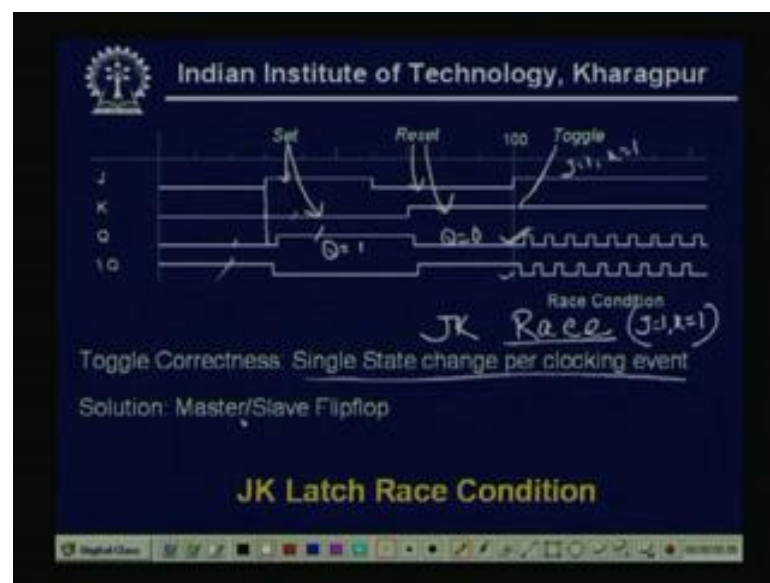 Indian Institute of Technology, Kharagpur
Set Reset 100 Toggle
J=1, K=1
J
K
Q
Q=1 Q=0
\Q
Race Condition
JK Race (J=1, K=1)
Toggle Correctness: Single State change per clocking event
Solution: Master/Slave Flipflop
JK Latch Race Condition